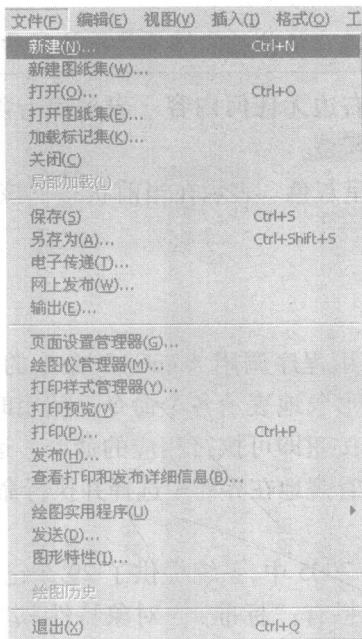 文件(F) 编辑(E) 视图(V) 插入(I) 格式(O) 工
新建(N)... Ctrl+N
新建图纸集(W)...
打开(O)... Ctrl+O
打开图纸集(E)...
加载标记集(K)...
关闭(C)
局部加载(L)
保存(S) Ctrl+S
另存为(A)... Ctrl+Shift+S
电子传递(T)...
网上发布(W)...
输出(E)...
页面设置管理器(G)...
绘图仪管理器(M)...
打印样式管理器(Y)...
打印预览(V)
打印(P)... Ctrl+P
发布(H)...
查看打印和发布详细信息(B)...
绘图实用程序(U)
发送(D)...
图形特性(I)...
绘图历史
退出(X) Ctrl+Q